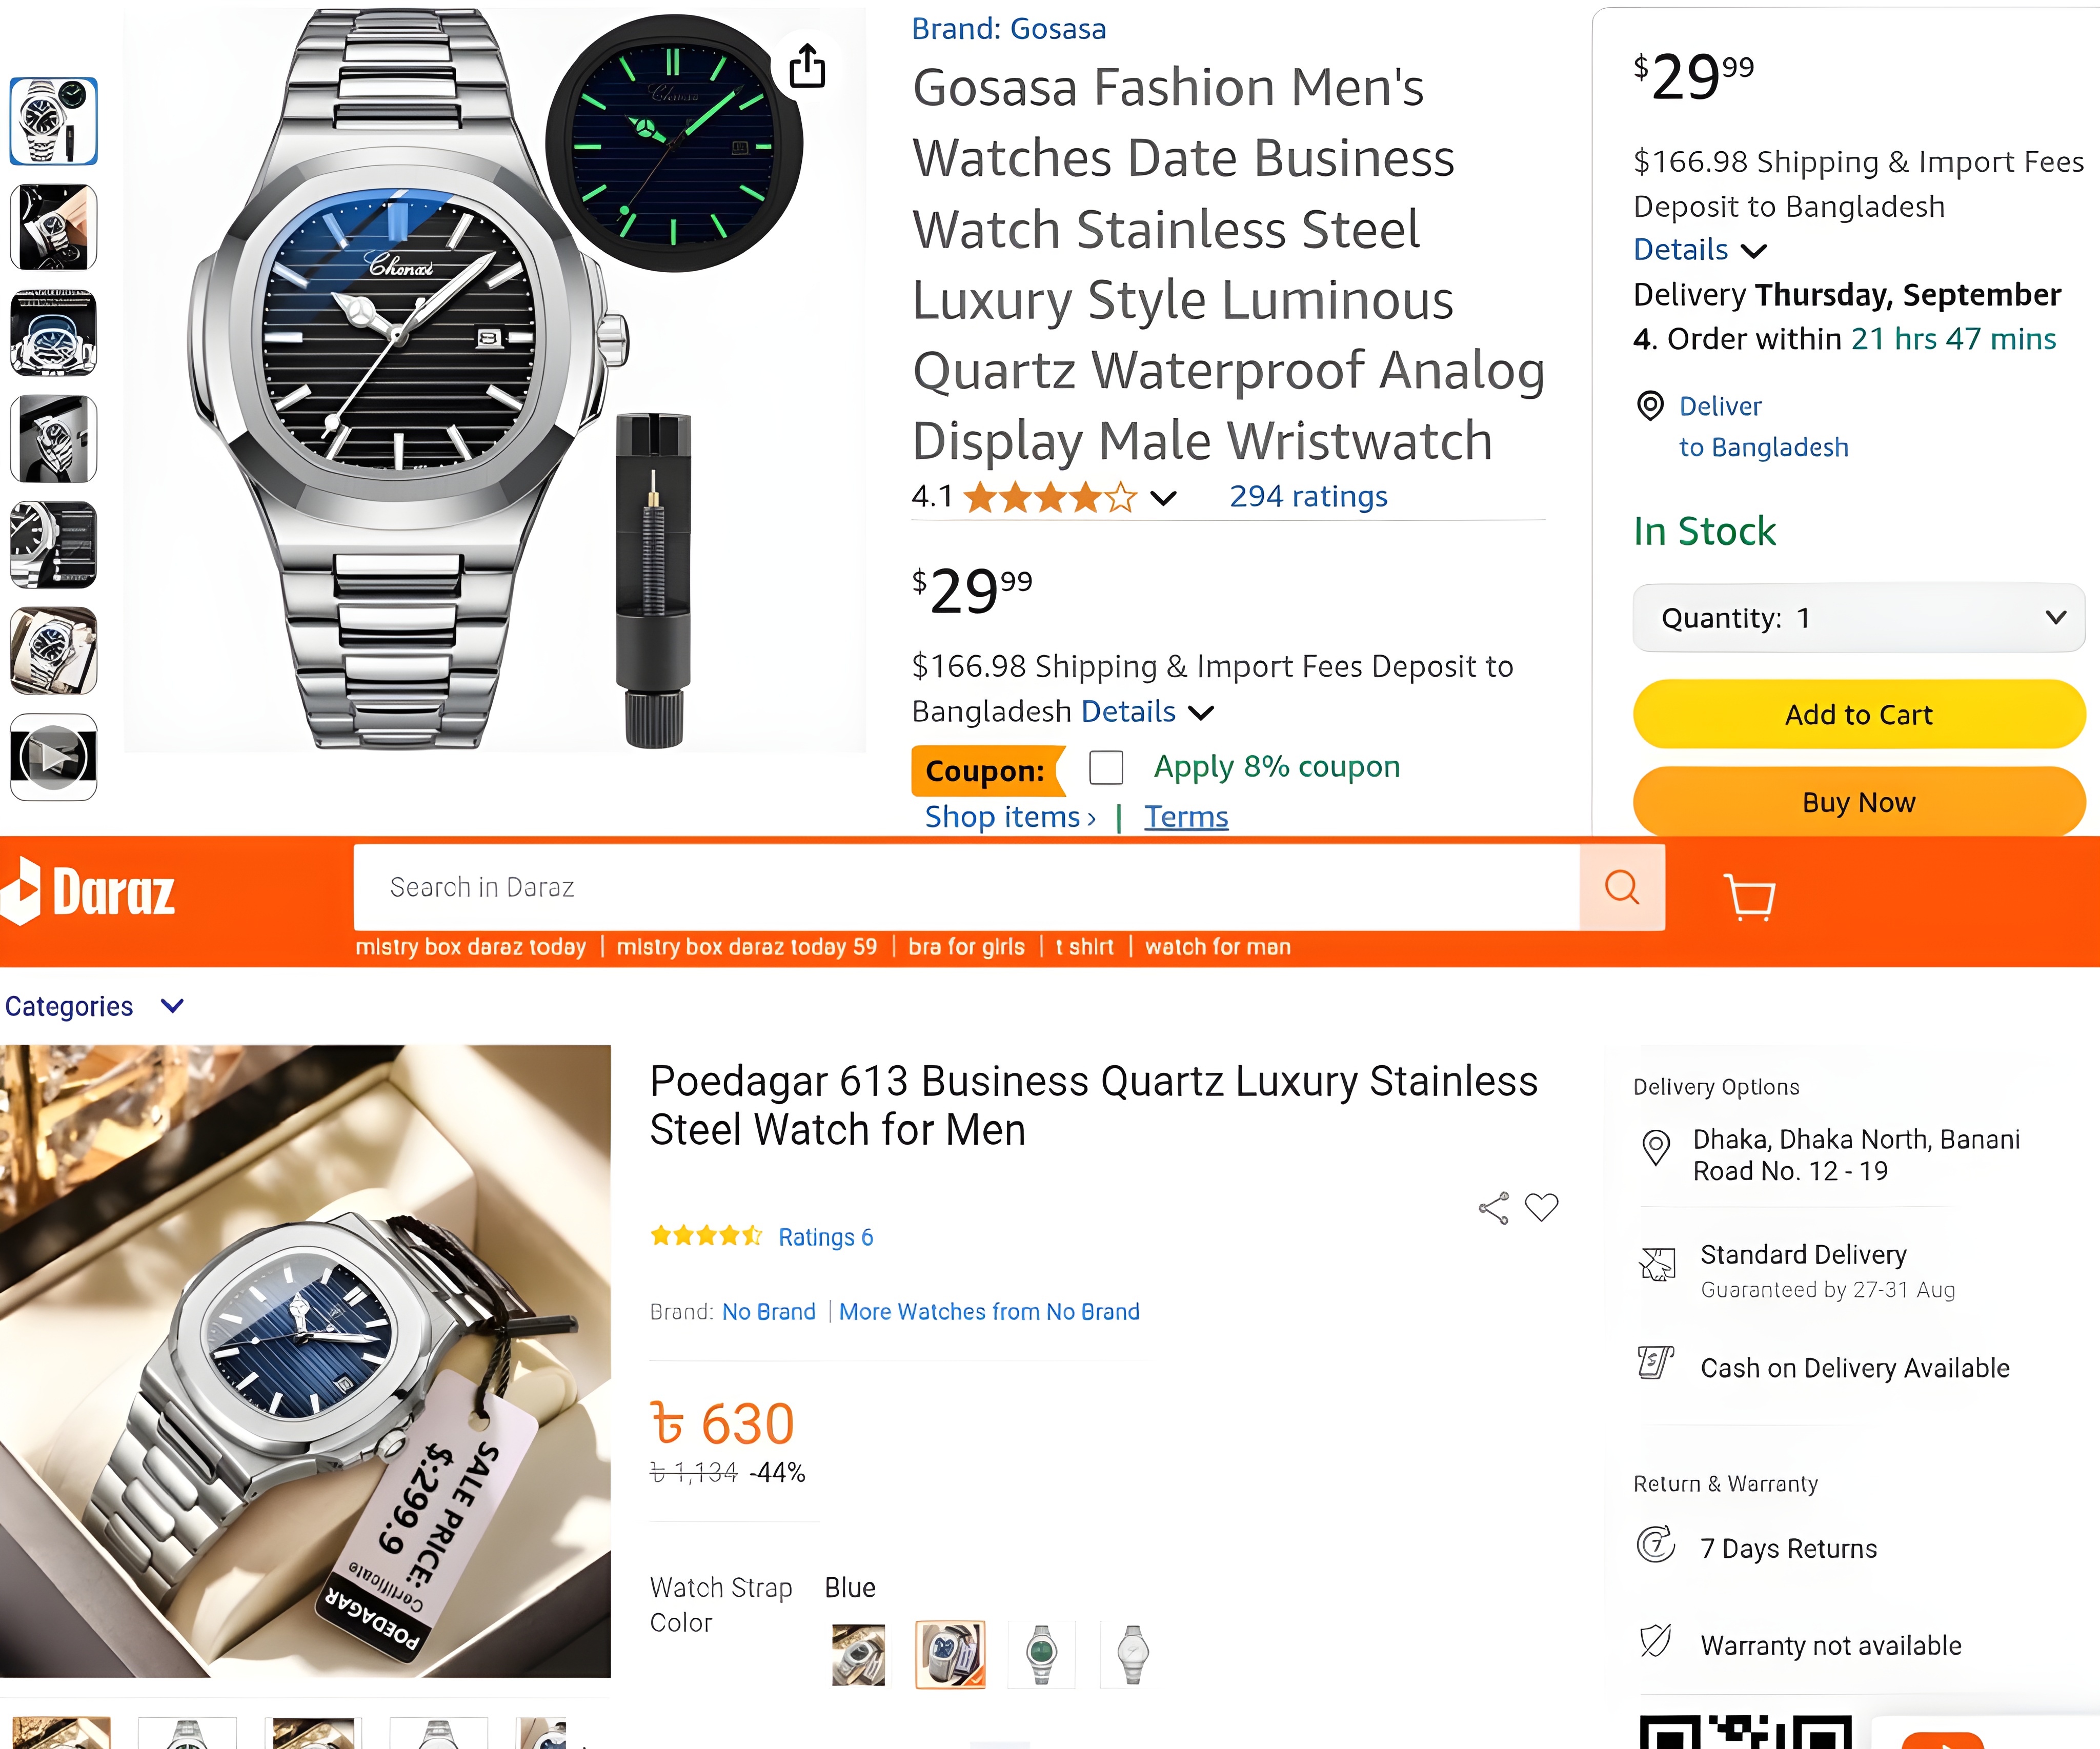 Brand: Gosasa
Gosasa Fashion Men's
Watches Date Business
Watch Stainless Steel
Luxury Style Luminous
Quartz Waterproof Analog
Display Male Wristwatch
4.1
294 ratings
$29.99
$166.98 Shipping & Import Fees Deposit to
Bangladesh Details
Coupon:
Apply 8% coupon
Shop items › | Terms
Chenxi
8
Chenxi
$29.99
$166.98 Shipping & Import Fees
Deposit to Bangladesh
Details
Delivery Thursday, September
4. Order within 21 hrs 47 mins
Deliver
to Bangladesh
In Stock
Quantity: 1
Add to Cart
Buy Now
Daraz
Search in Daraz
mistry box daraz today | mistry box daraz today 59 | bra for girls | t shirt | watch for man
Categories
SALE PRICE:
$:299.9
Certificate
POEDAGAR
Poedagar 613 Business Quartz Luxury Stainless
Steel Watch for Men
Ratings 6
Brand: No Brand | More Watches from No Brand
৳ 630
৳ 1,134 -44%
Watch Strap
Color
Blue
Delivery Options
Dhaka, Dhaka North, Banani
Road No. 12 - 19
Standard Delivery
Guaranteed by 27-31 Aug
Cash on Delivery Available
Return & Warranty
7
7 Days Returns
Warranty not available